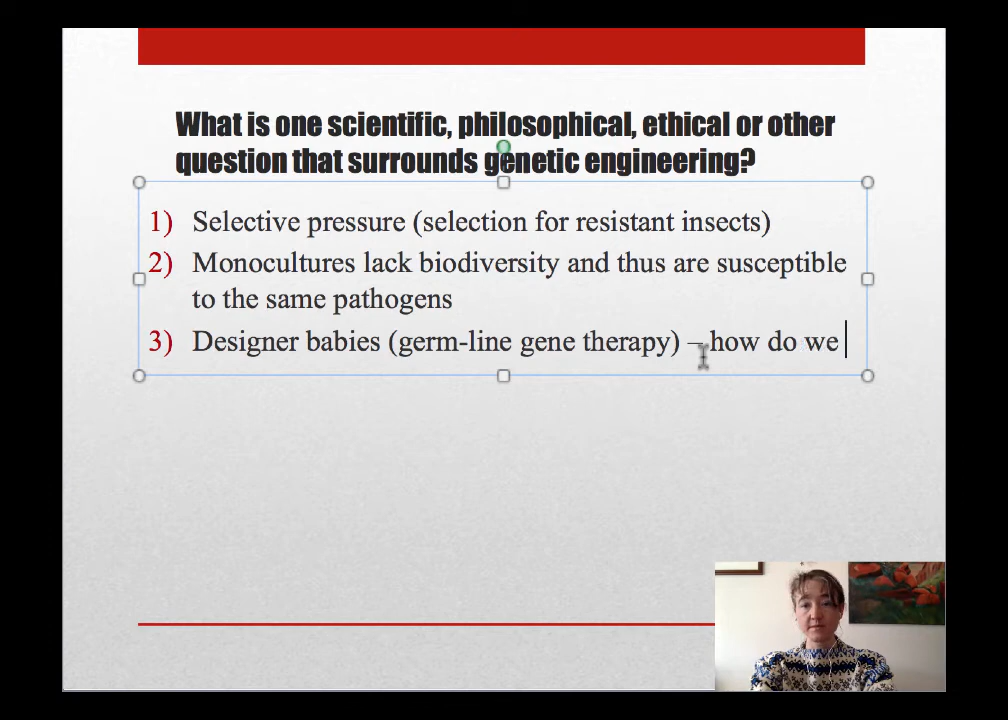 What is one scientific, philosophical, ethical or other
question that surrounds genetic engineering?
1) Selective pressure (selection for resistant insects)
2) Monocultures lack biodiversity and thus are susceptible
to the same pathogens
3) Designer babies (germ-line gene therapy) – how do we